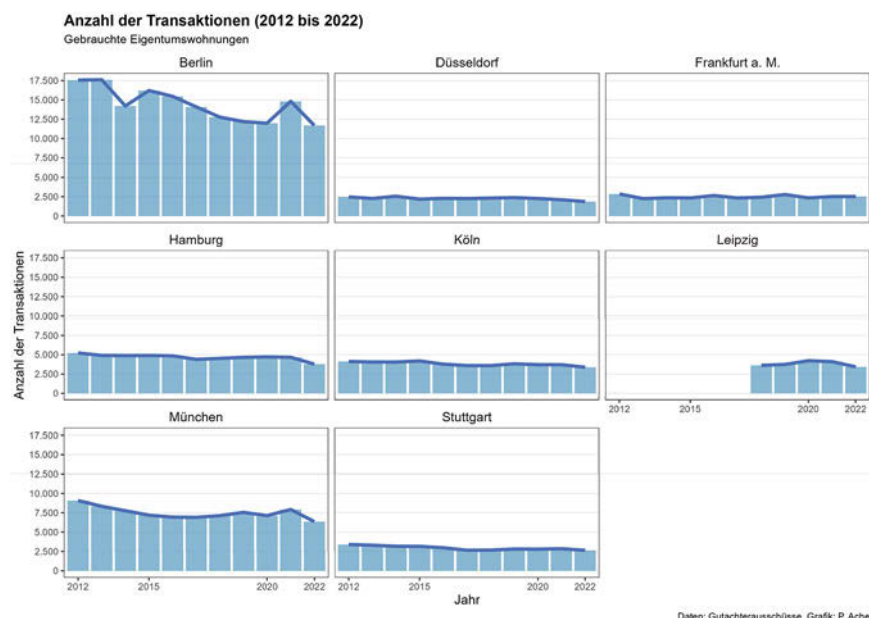 Anzahl der Transaktionen (2012 bis 2022)
Gebrauchte Eigentumswohnungen
Berlin
Düsseldorf
Frankfurt a. M.
17.500
15.000
12.500
10.000
7.500
5.000
2.500
0
Hamburg
Köln
Leipzig
17.500
15.000
12.500
10.000
7.500
5.000
2.500
0
2012
2015
2020
2022
München
Stuttgart
17.500
15.000
12.500
10.000
7.500
5.000
2.500
0
2012
2015
2020
2022
2012
2015
2020
2022
Anzahl der Transaktionen
Jahr
Daten: Gutachterausschüsse, Grafik: P. Ache